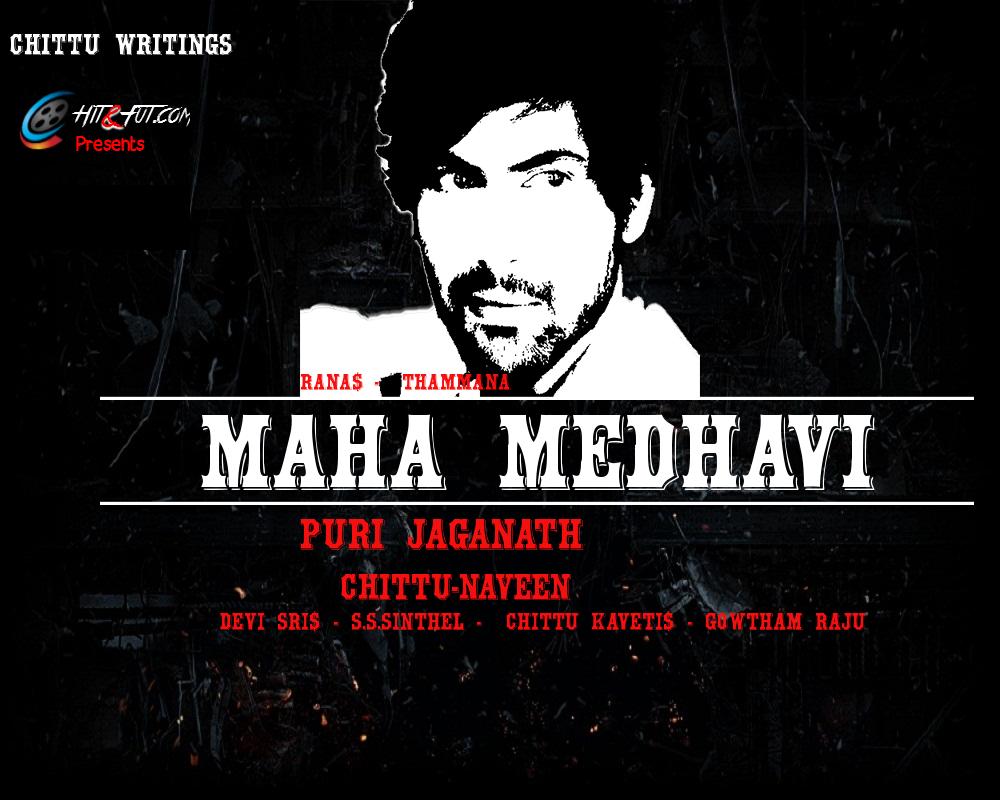 CHITTU WRITINGS
HIT&FUT.COM
Presents
RANA$ - THAMMANA
MAHA MEDHAVI
PURI JAGANATH
CHITTU-NAVEEN
DEVI SRI$ - S.S.SINTHEL - CHITTU KAVETI$ - GOWTHAM RAJU